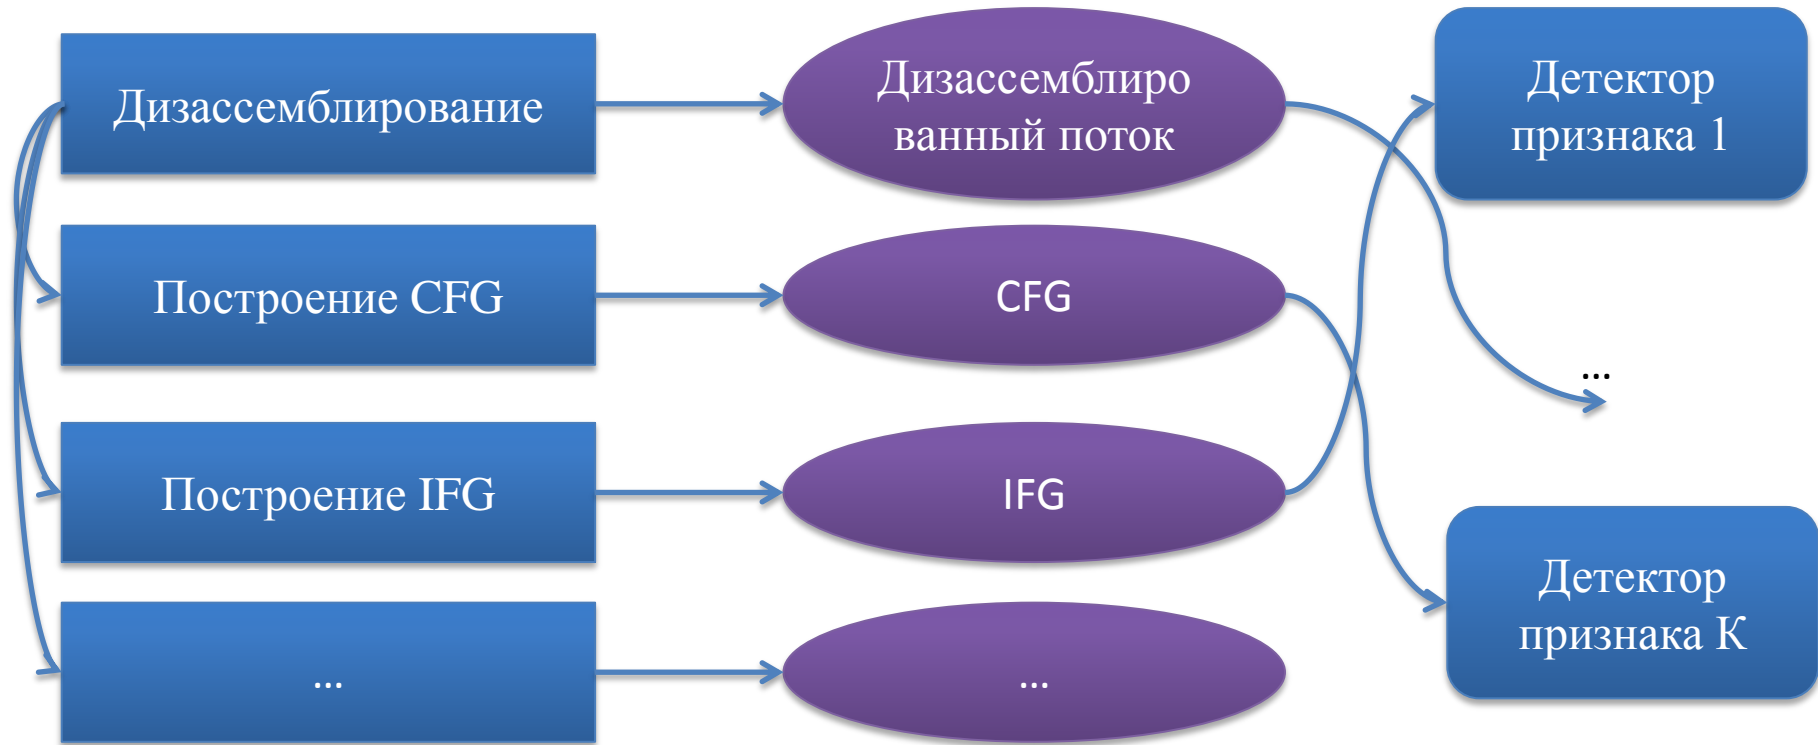 Дизассемблирование
Дизассемблиро
ванный поток
Детектор
признака 1
Построение CFG
CFG
...
Построение IFG
IFG
Детектор
признака К
...
...